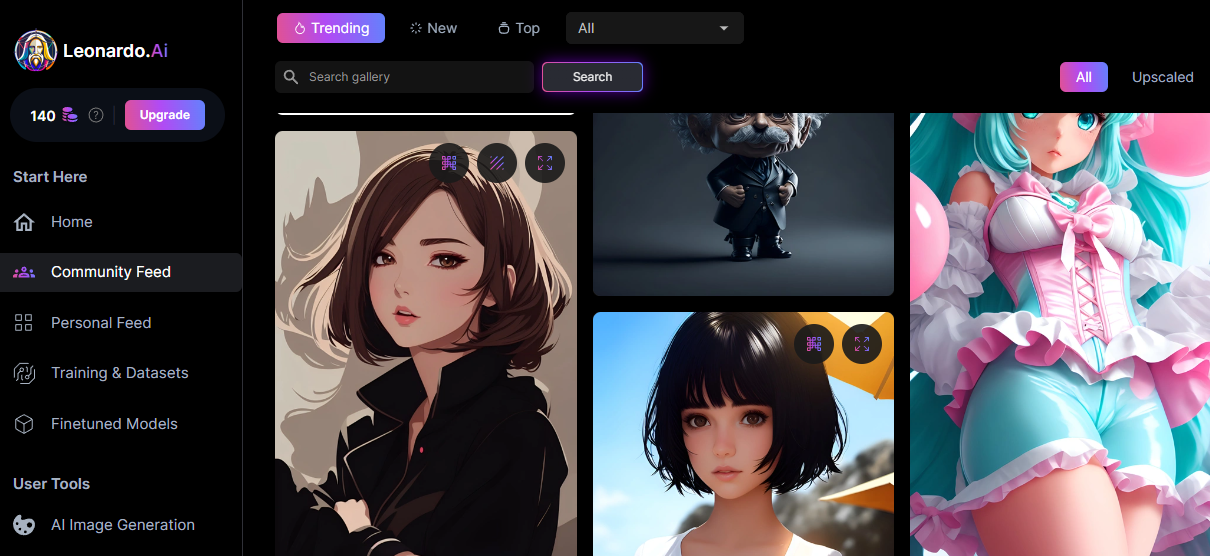 Leonardo.Ai
140 ? Upgrade
Start Here
Home
Community Feed
Personal Feed
Training & Datasets
Finetuned Models
User Tools
AI Image Generation
Trending New Top All
Search gallery Search All Upscaled